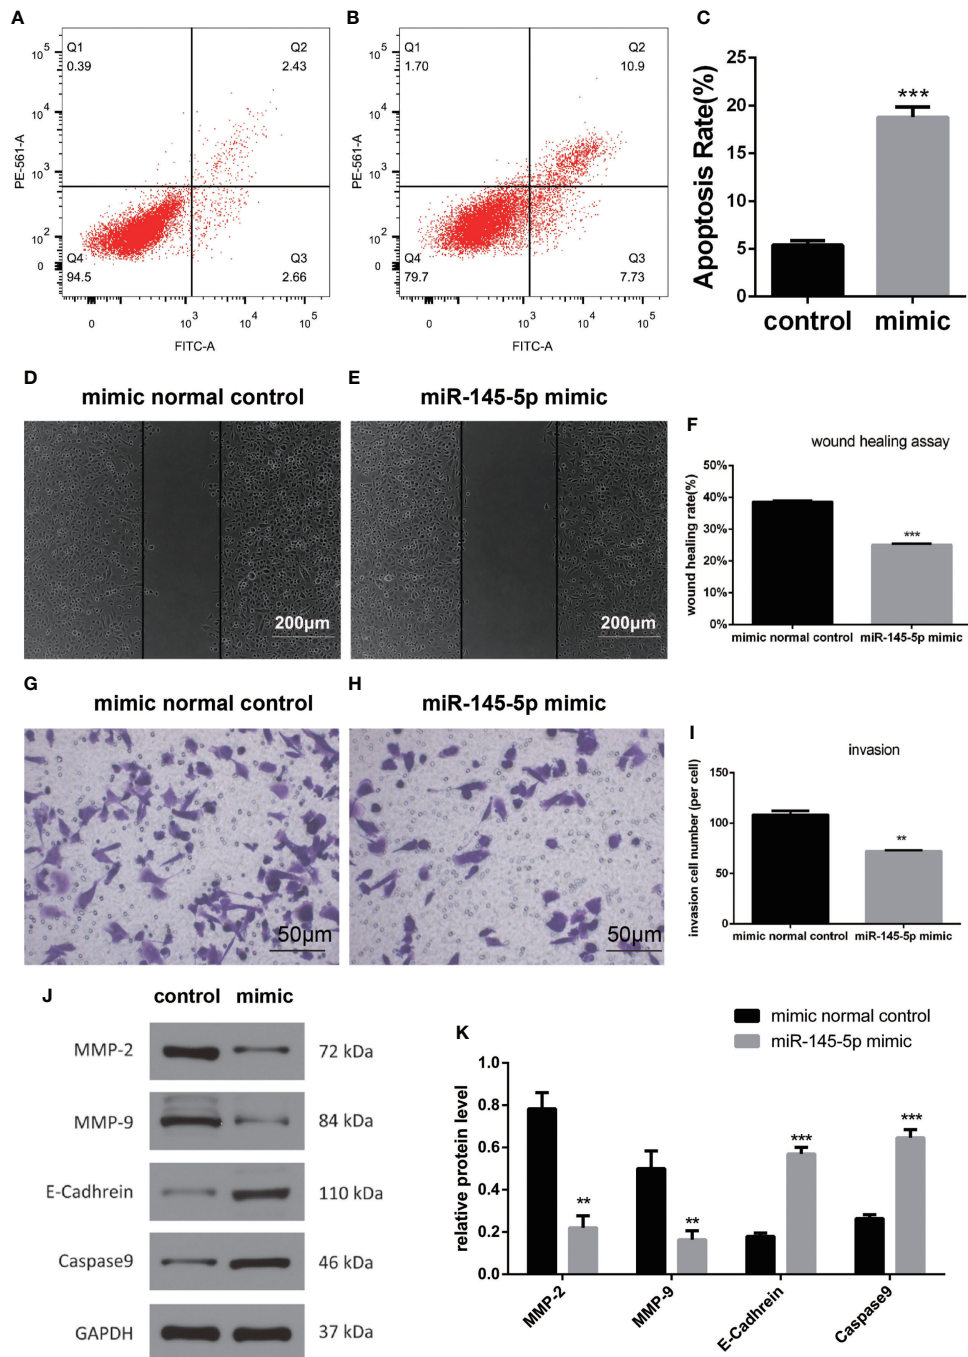 A
B
C
Q1
0.39
Q2
2.43
Q4
94.5
Q3
2.66
10^5
10^4
10^3
10^2
0
PE-561-A
0
10^3
10^4
10^5
FITC-A
Q1
1.70
Q2
10.9
Q4
79.7
Q3
7.73
10^5
10^4
10^3
10^2
0
PE-561-A
0
10^3
10^4
10^5
FITC-A
Apoptosis Rate(%)
25
20
15
10
5
0
***
control mimic
D
mimic normal control
200μm
E
miR-145-5p mimic
200μm
F
wound healing assay
wound healing rate(%)
50%
40%
30%
20%
10%
0%
***
mimic normal control miR-145-5p mimic
G
mimic normal control
50μm
H
miR-145-5p mimic
50μm
I
invasion
invasion cell number (per cell)
150
100
50
0
**
mimic normal control miR-145-5p mimic
J
control mimic
MMP-2 72 kDa
MMP-9 84 kDa
E-Cadhrein 110 kDa
Caspase9 46 kDa
GAPDH 37 kDa
K
mimic normal control
miR-145-5p mimic
relative protein level
1.0
0.8
0.6
0.4
0.2
0.0
**
**
***
***
MMP-2
MMP-9
E-Cadhrein
Caspase9